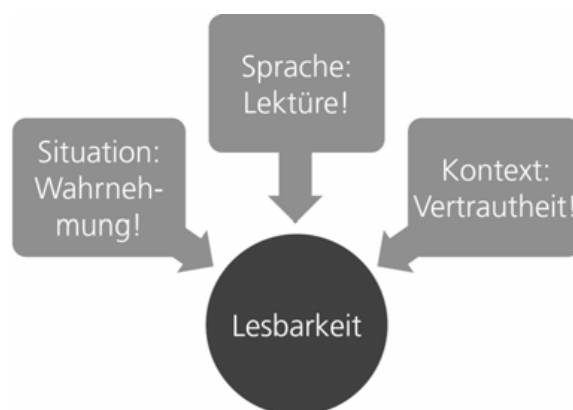 Sprache:
Lektüre!
Situation:
Wahrneh-
mung!
Kontext:
Vertrautheit!
Lesbarkeit